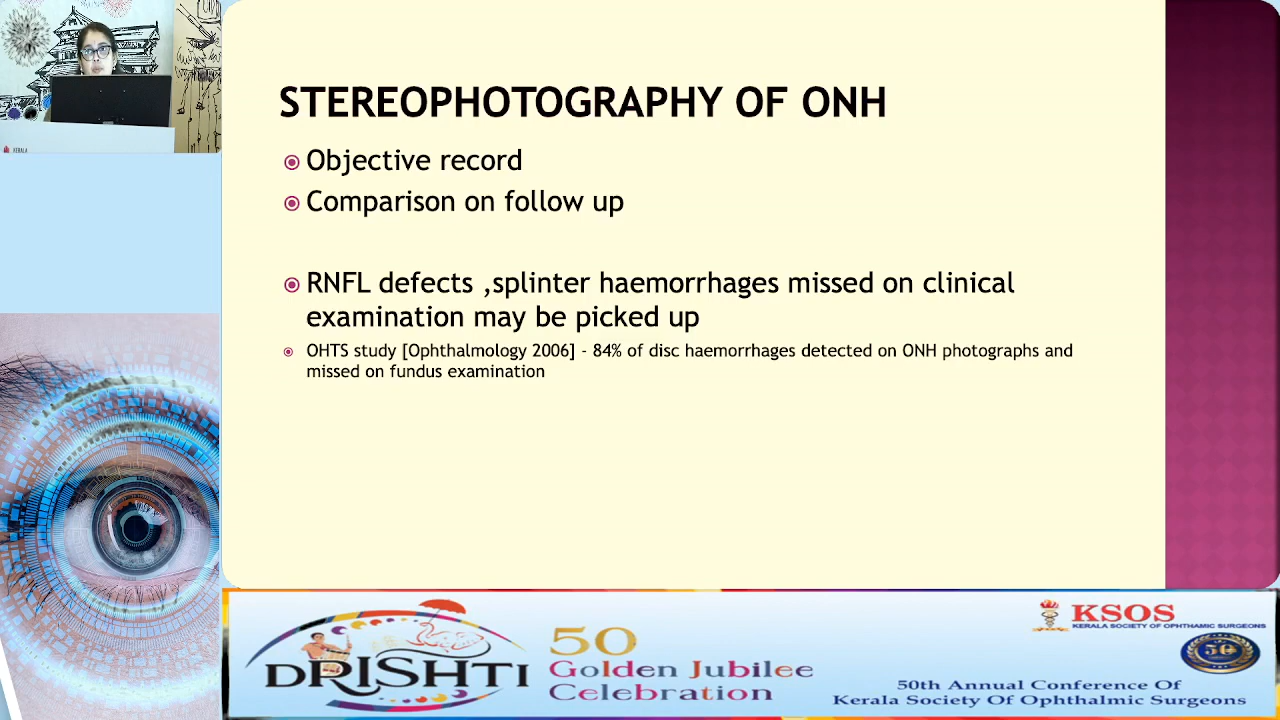 STEREOPHOTOGRAPHY OF ONH
Objective record
Comparison on follow up
RNFL defects ,splinter haemorrhages missed on clinical
examination may be picked up
OHTS study [Ophthalmology 2006] - 84% of disc haemorrhages detected on ONH photographs and
missed on fundus examination
KERALA
DRISHTI
50
Golden Jubilee
Celebration
KSOS
KERALA SOCIETY OF OPHTHAMIC SURGEONS
50
50th Annual Conference Of
Kerala Society Of Ophthalmic Surgeons